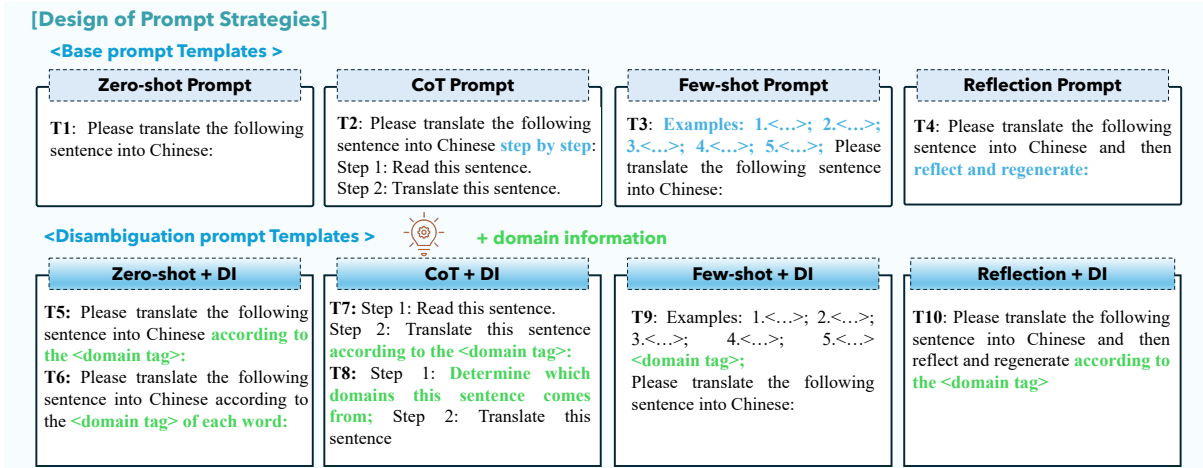 [Design of Prompt Strategies]
<Base prompt Templates >
Zero-shot Prompt
T1: Please translate the following
sentence into Chinese:
CoT Prompt
T2: Please translate the following
sentence into Chinese step by step:
Step 1: Read this sentence.
Step 2: Translate this sentence.
Few-shot Prompt
T3: Examples: 1.<...>; 2.<...>;
3.<...>; 4.<...>; 5.<...>; Please
translate the following sentence
into Chinese:
Reflection Prompt
T4: Please translate the following
sentence into Chinese and then
reflect and regenerate:
<Disambiguation prompt Templates >
+ domain information
Zero-shot + DI
T5: Please translate the following
sentence into Chinese according to
the <domain tag>:
T6: Please translate the following
sentence into Chinese according to
the <domain tag> of each word:
CoT + DI
T7: Step 1: Read this sentence.
Step 2: Translate this sentence
according to the <domain tag>:
T8: Step 1: Determine which
domains this sentence comes
from; Step 2: Translate this
sentence
Few-shot + DI
T9: Examples: 1.<...>; 2.<...>;
3.<...>; 4.<...>; 5.<...>
<domain tag>;
Please translate the following
sentence into Chinese:
Reflection + DI
T10: Please translate the following
sentence into Chinese and then
reflect and regenerate according to
the <domain tag>